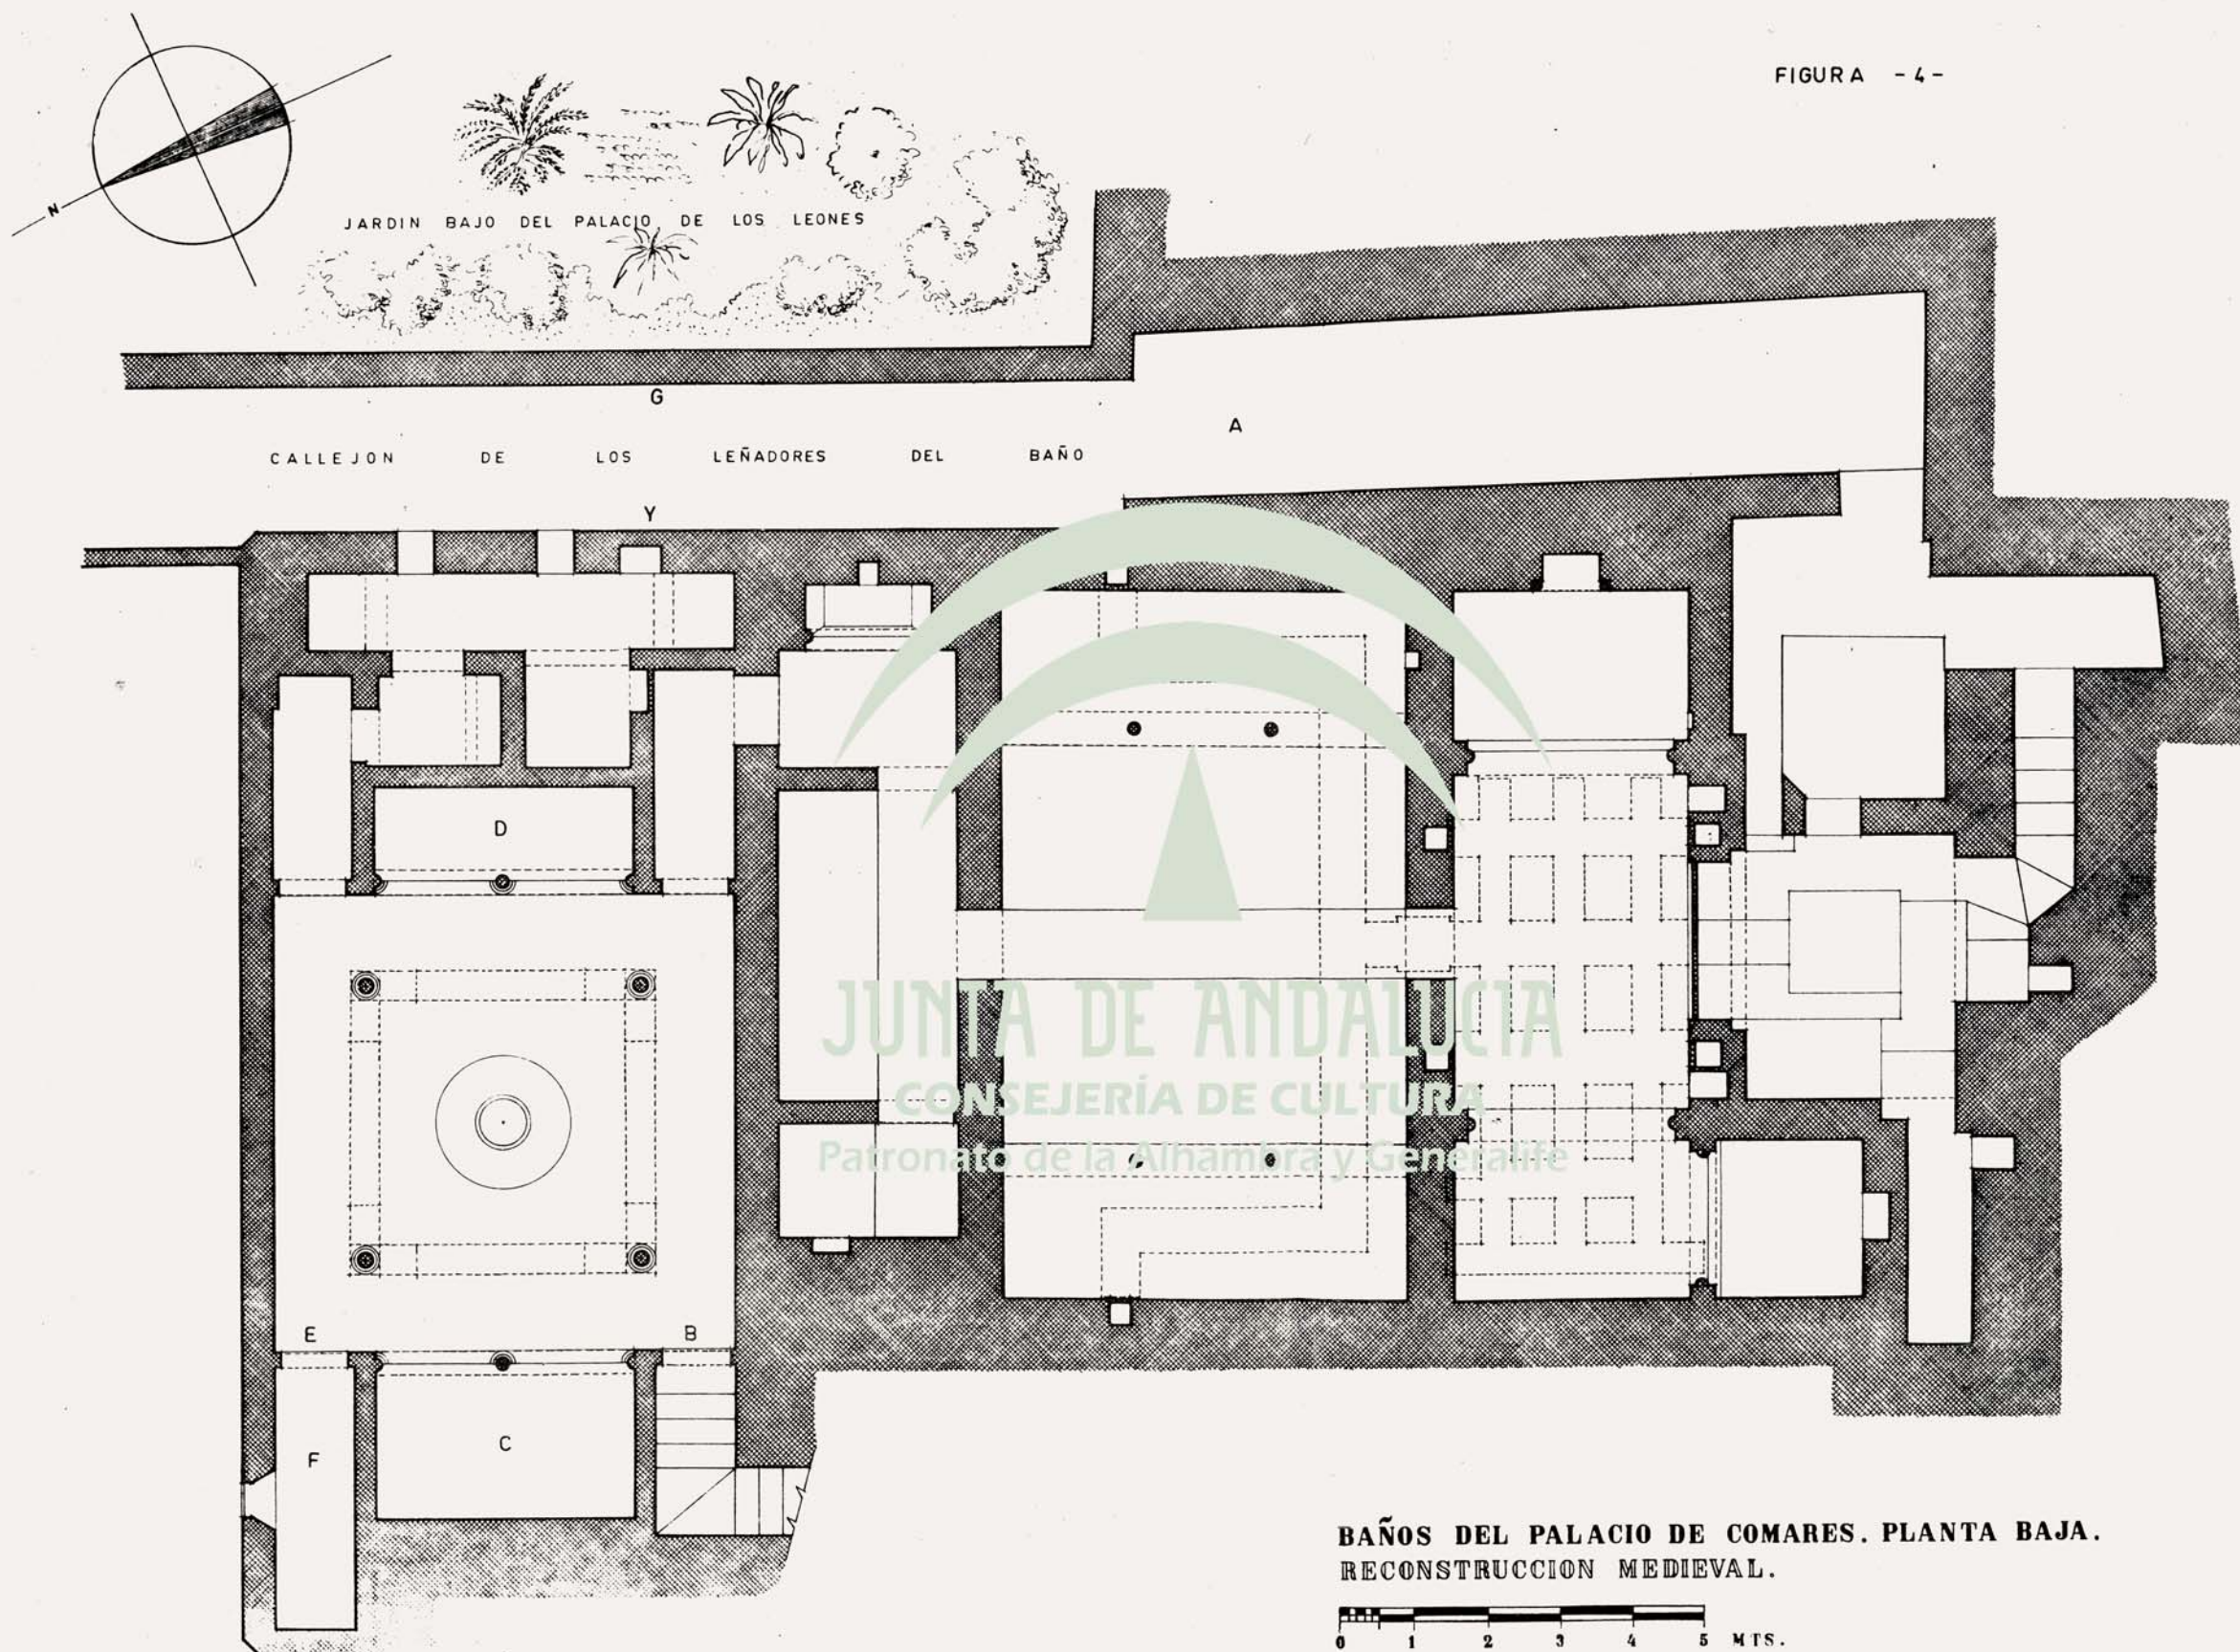 FIGURA - 4 -
N
JARDIN BAJO DEL PALACIO DE LOS LEONES
G
A
CALLEJON DE LOS LEÑADORES DEL BAÑO
Y
D
JUNTA DE ANDALUCIA
CONSEJERÍA DE CULTURA
Patronato de la Alhambra y Generalife
E
B
C
F
BAÑOS DEL PALACIO DE COMARES. PLANTA BAJA.
RECONSTRUCCION MEDIEVAL.
0 1 2 3 4 5 MTS.